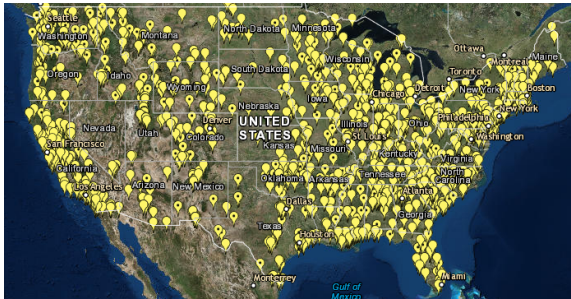 Seattle
Washington
Montana
North Dakota
Minnesota
Ottawa
Montreal
Maine
Oregon
Idaho
Wyoming
South Dakota
Wisconsin
Toronto
Detroit
New York
Boston
Nebraska
Iowa
Chicago
New York
Nevada
Utah
Denver
Colorado
UNITED
STATES
Kansas
Illinois
Ohio
Philadelphia
San Francisco
Missouri
St Louis
Kentucky
Washington
Virginia
California
Los Angeles
Arizona
New Mexico
Oklahoma
Arkansas
Tennessee
North
Carolina
Dallas
Atlanta
Georgia
Texas
Houston
Monterrey
Miami
Gulf of
Mexico